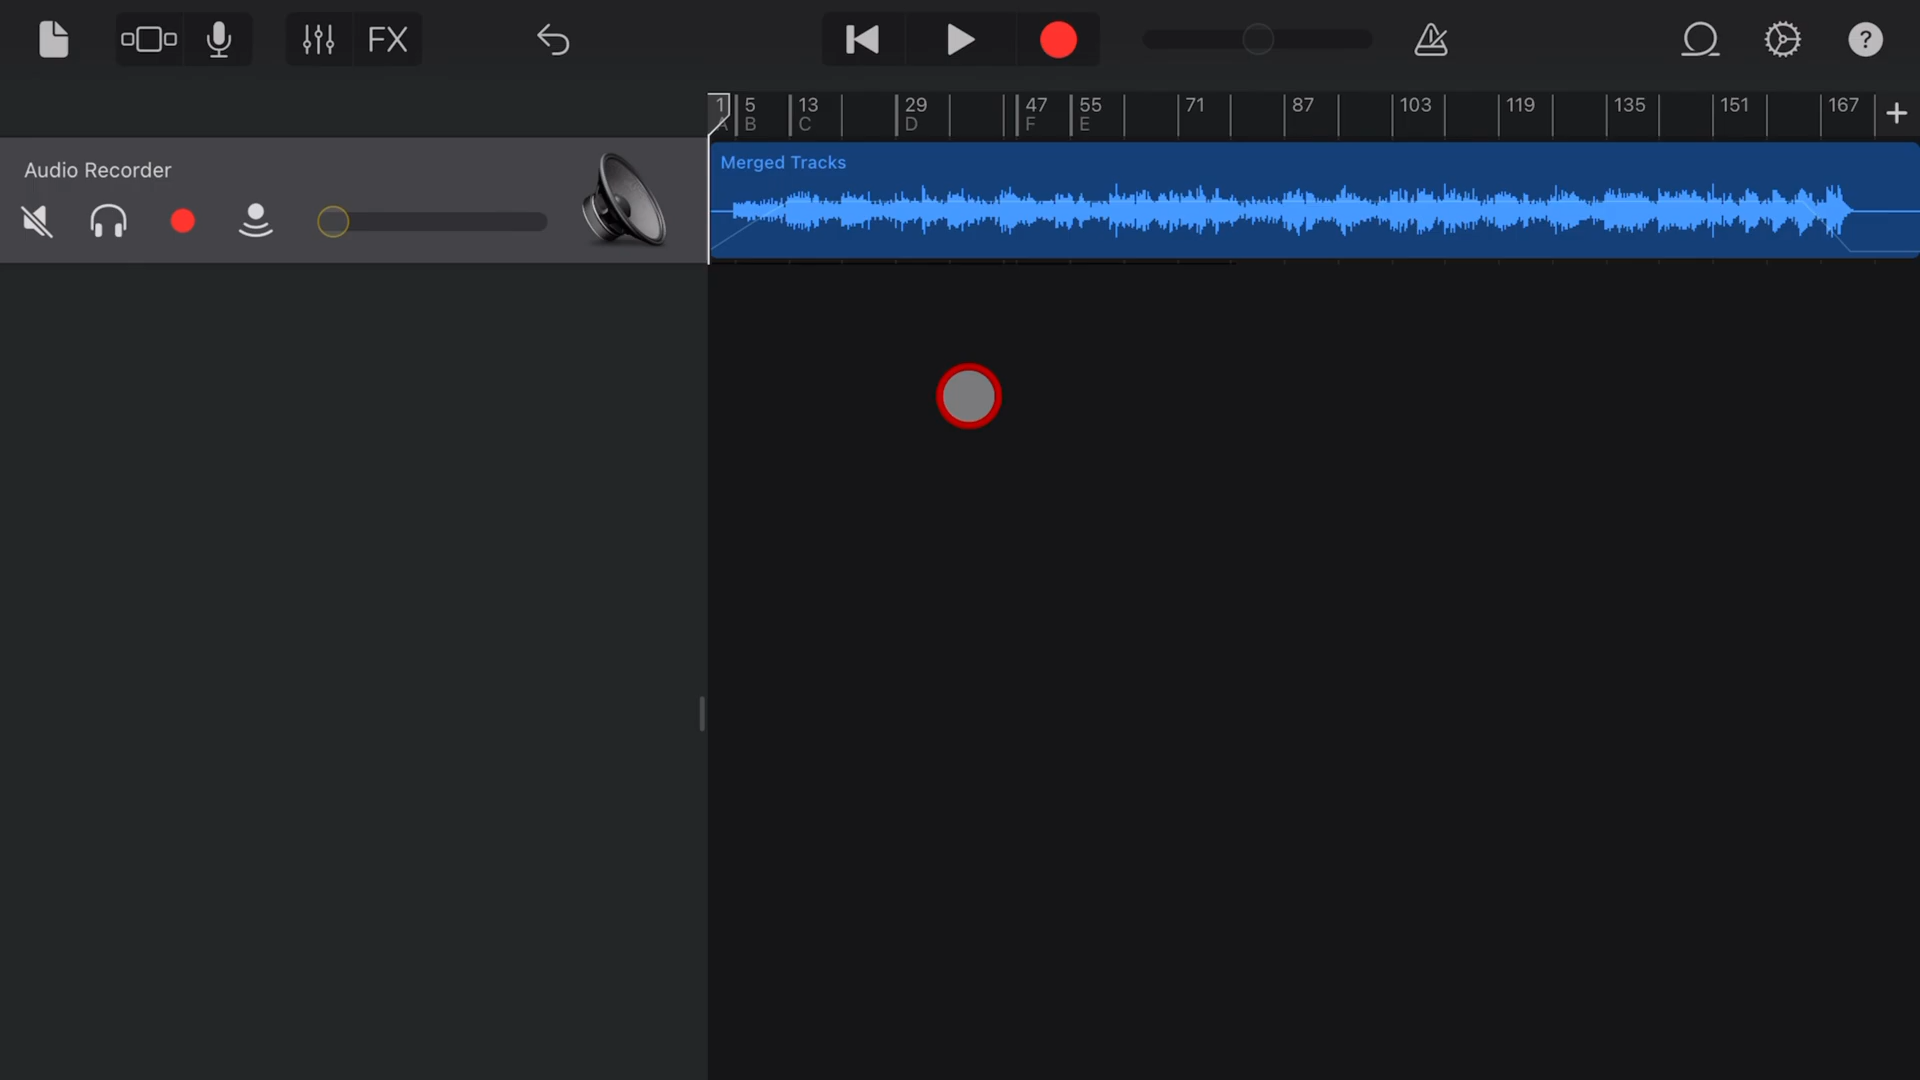 FX
1 5 13 29 47 55 71 87 103 119 135 151 167 +
A B C D F E
Audio Recorder
Merged Tracks
?